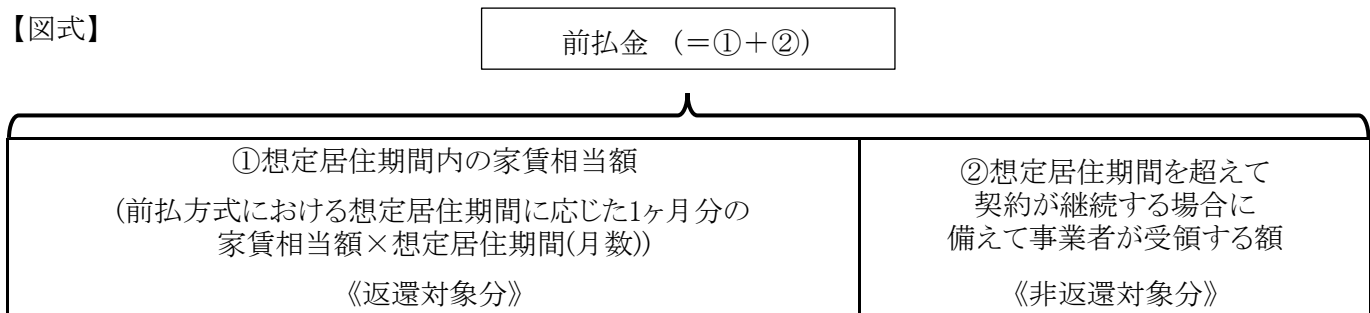 【図式】
前払金 (=①+②)
①想定居住期間内の家賃相当額
(前払方式における想定居住期間に応じた1ヶ月分の
家賃相当額×想定居住期間(月数))
《返還対象分》
②想定居住期間を超えて
契約が継続する場合に
備えて事業者が受領する額
《非返還対象分》